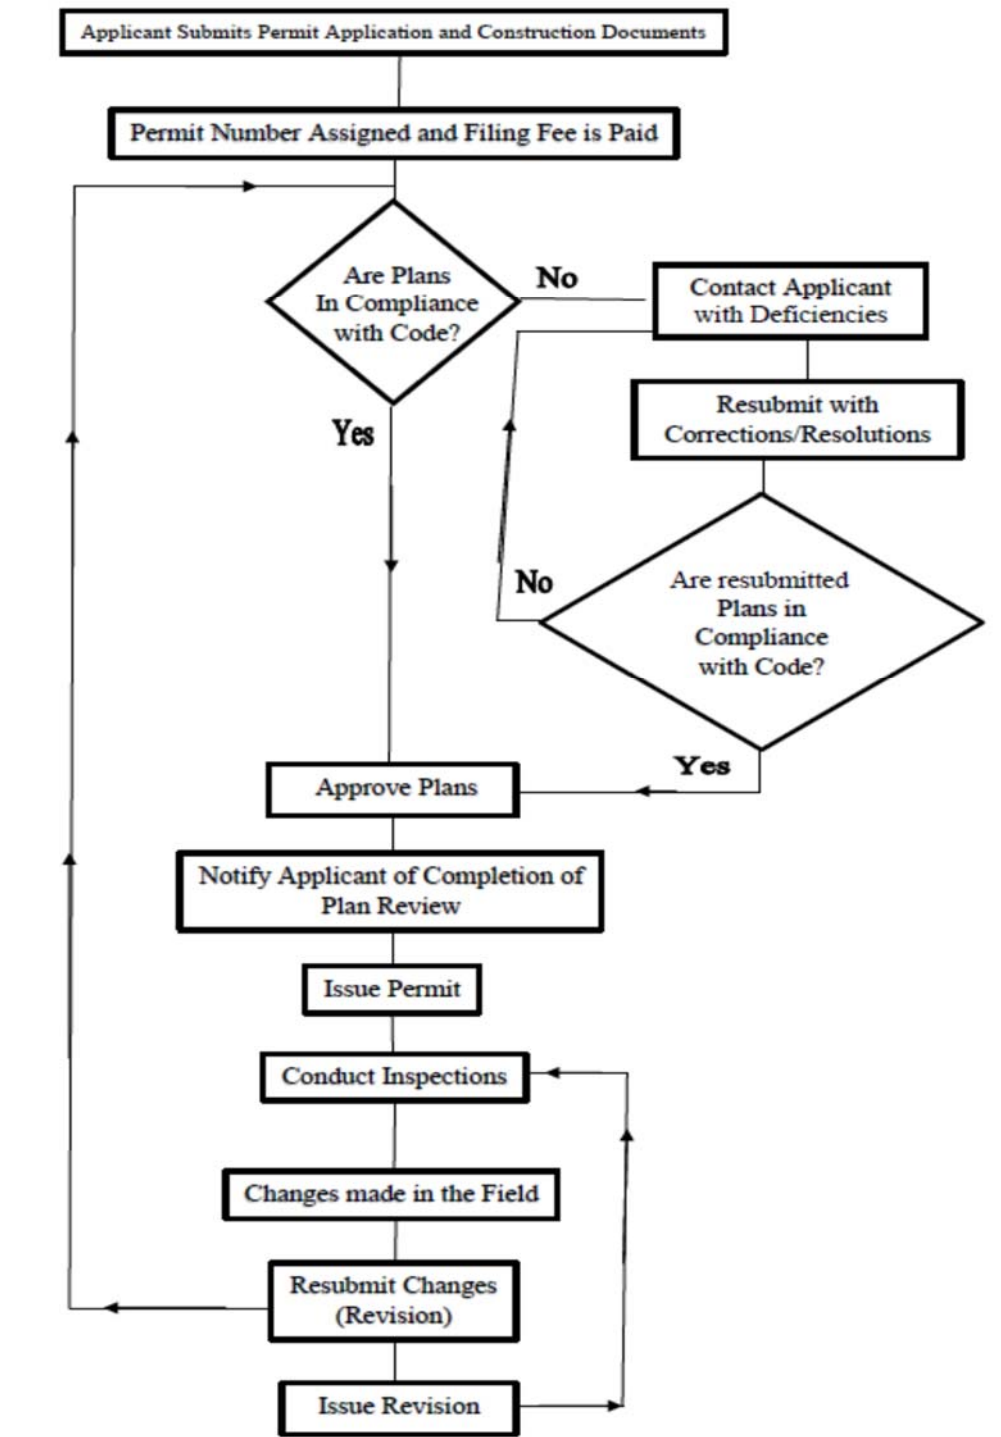 Applicant Submits Permit Application and Construction Documents
Permit Number Assigned and Filing Fee is Paid
Are Plans
In Compliance
with Code?
No
Contact Applicant
with Deficiencies
Resubmit with
Corrections/Resolutions
Yes
Are resubmitted
Plans in
Compliance
with Code?
No
Yes
Approve Plans
Notify Applicant of Completion of
Plan Review
Issue Permit
Conduct Inspections
Changes made in the Field
Resubmit Changes
(Revision)
Issue Revision